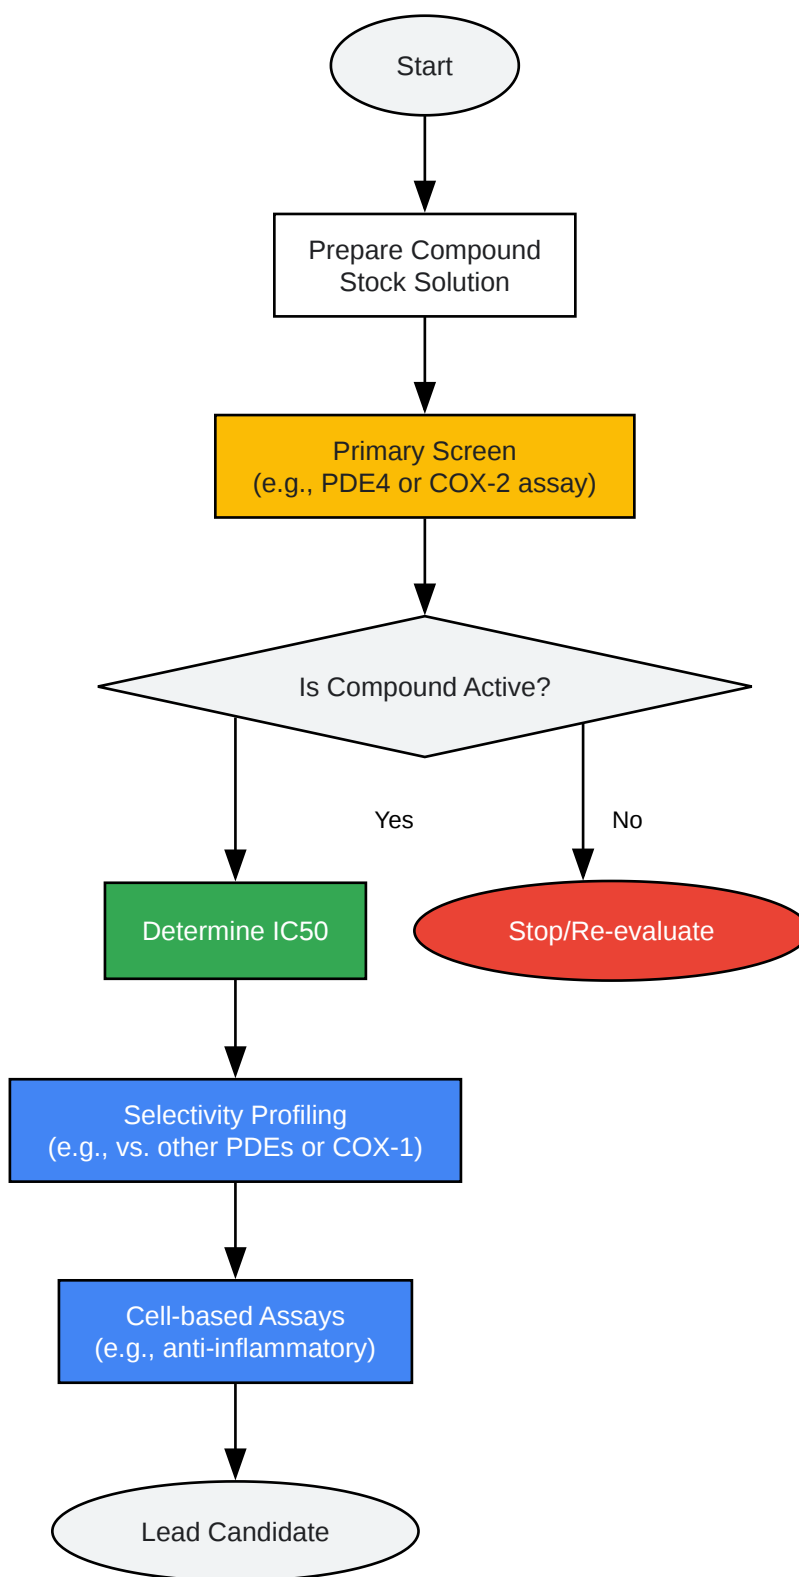 Start
Prepare Compound
Stock Solution
Primary Screen
(e.g., PDE4 or COX-2 assay)
Is Compound Active?
Yes
No
Determine IC50
Stop/Re-evaluate
Selectivity Profiling
(e.g., vs. other PDEs or COX-1)
Cell-based Assays
(e.g., anti-inflammatory)
Lead Candidate